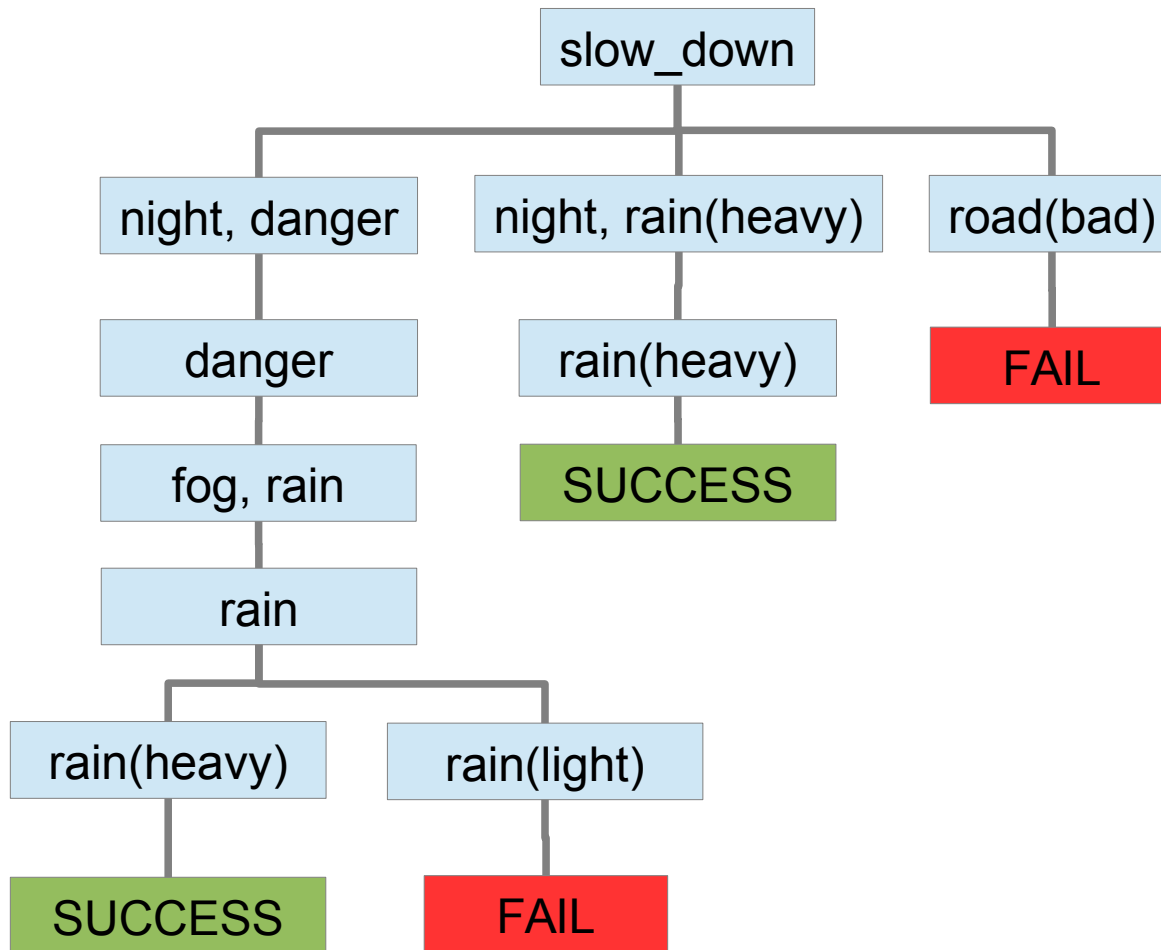 slow_down
night, danger
night, rain(heavy)
road(bad)
danger
rain(heavy)
FAIL
fog, rain
SUCCESS
rain
rain(heavy)
rain(light)
SUCCESS
FAIL